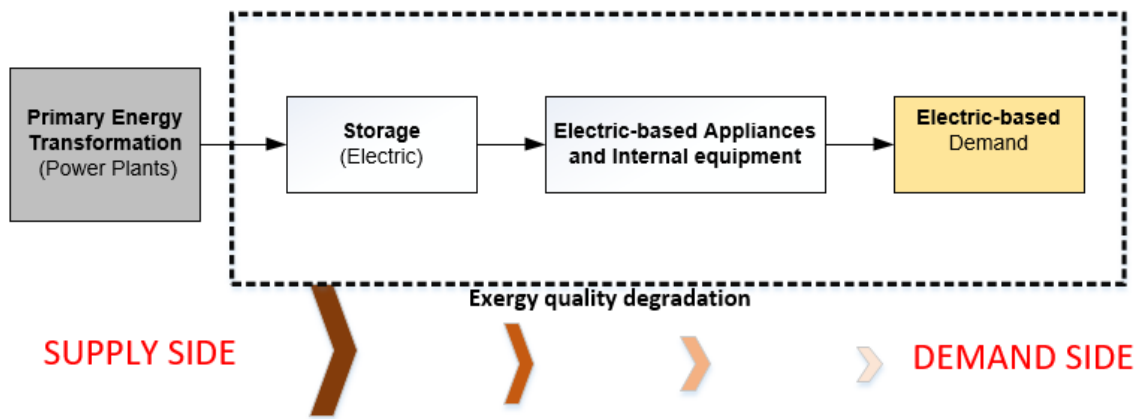 Primary Energy
Transformation
(Power Plants)
Storage
(Electric)
Electric-based Appliances
and Internal equipment
Electric-based
Demand
Exergy quality degradation
SUPPLY SIDE
DEMAND SIDE